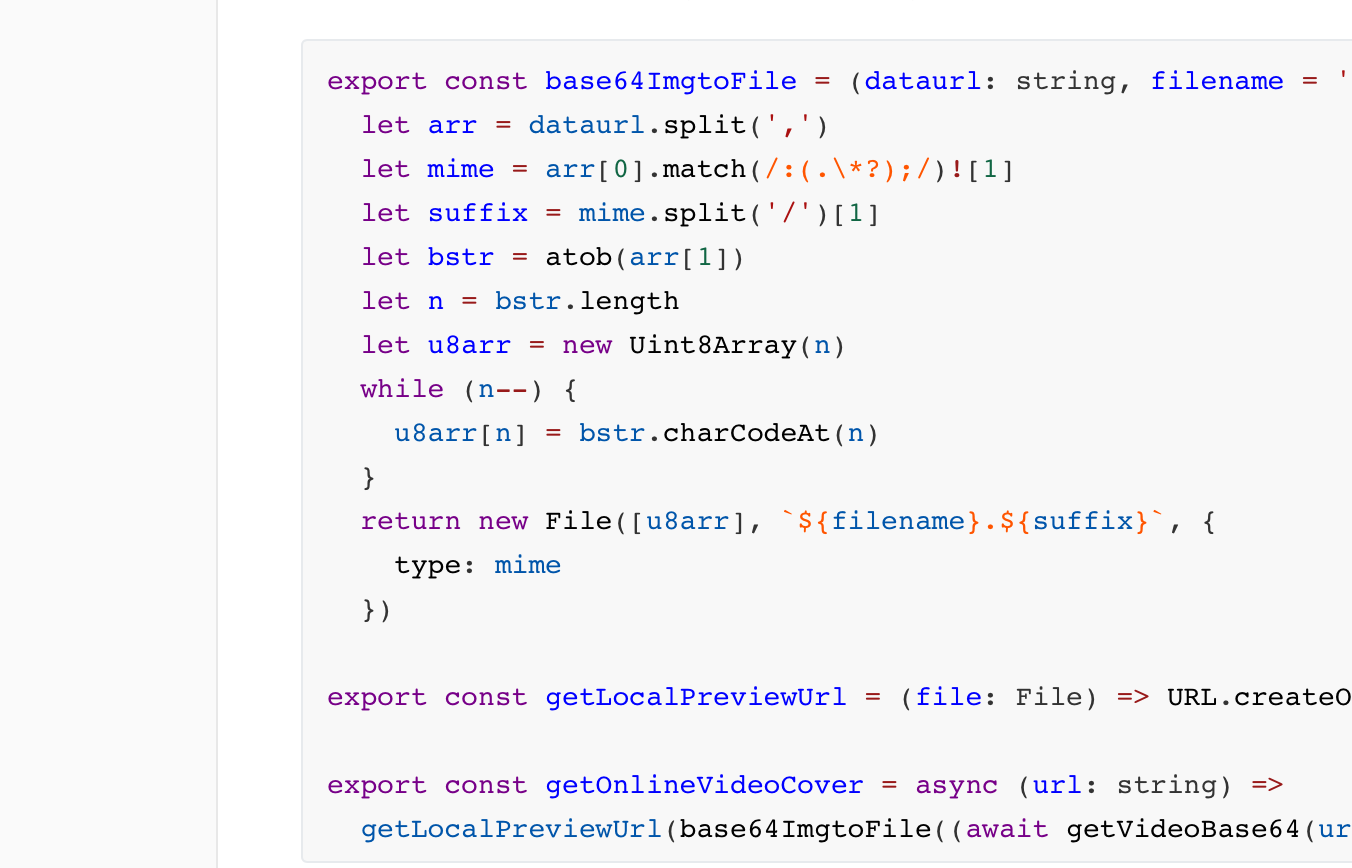 export const base64ImgtoFile = (dataurl: string, filename = '
let arr = dataurl.split(',')
let mime = arr[0].match(/:(.\*?);/)![1]
let suffix = mime.split('/')[1]
let bstr = atob(arr[1])
let n = bstr.length
let u8arr = new Uint8Array(n)
while (n--) {
u8arr[n] = bstr.charCodeAt(n)
}
return new File([u8arr], `${filename}.${suffix}`, {
type: mime
})
export const getLocalPreviewUrl = (file: File) => URL.createO
export const getOnlineVideoCover = async (url: string) =>
getLocalPreviewUrl(base64ImgtoFile((await getVideoBase64(ur